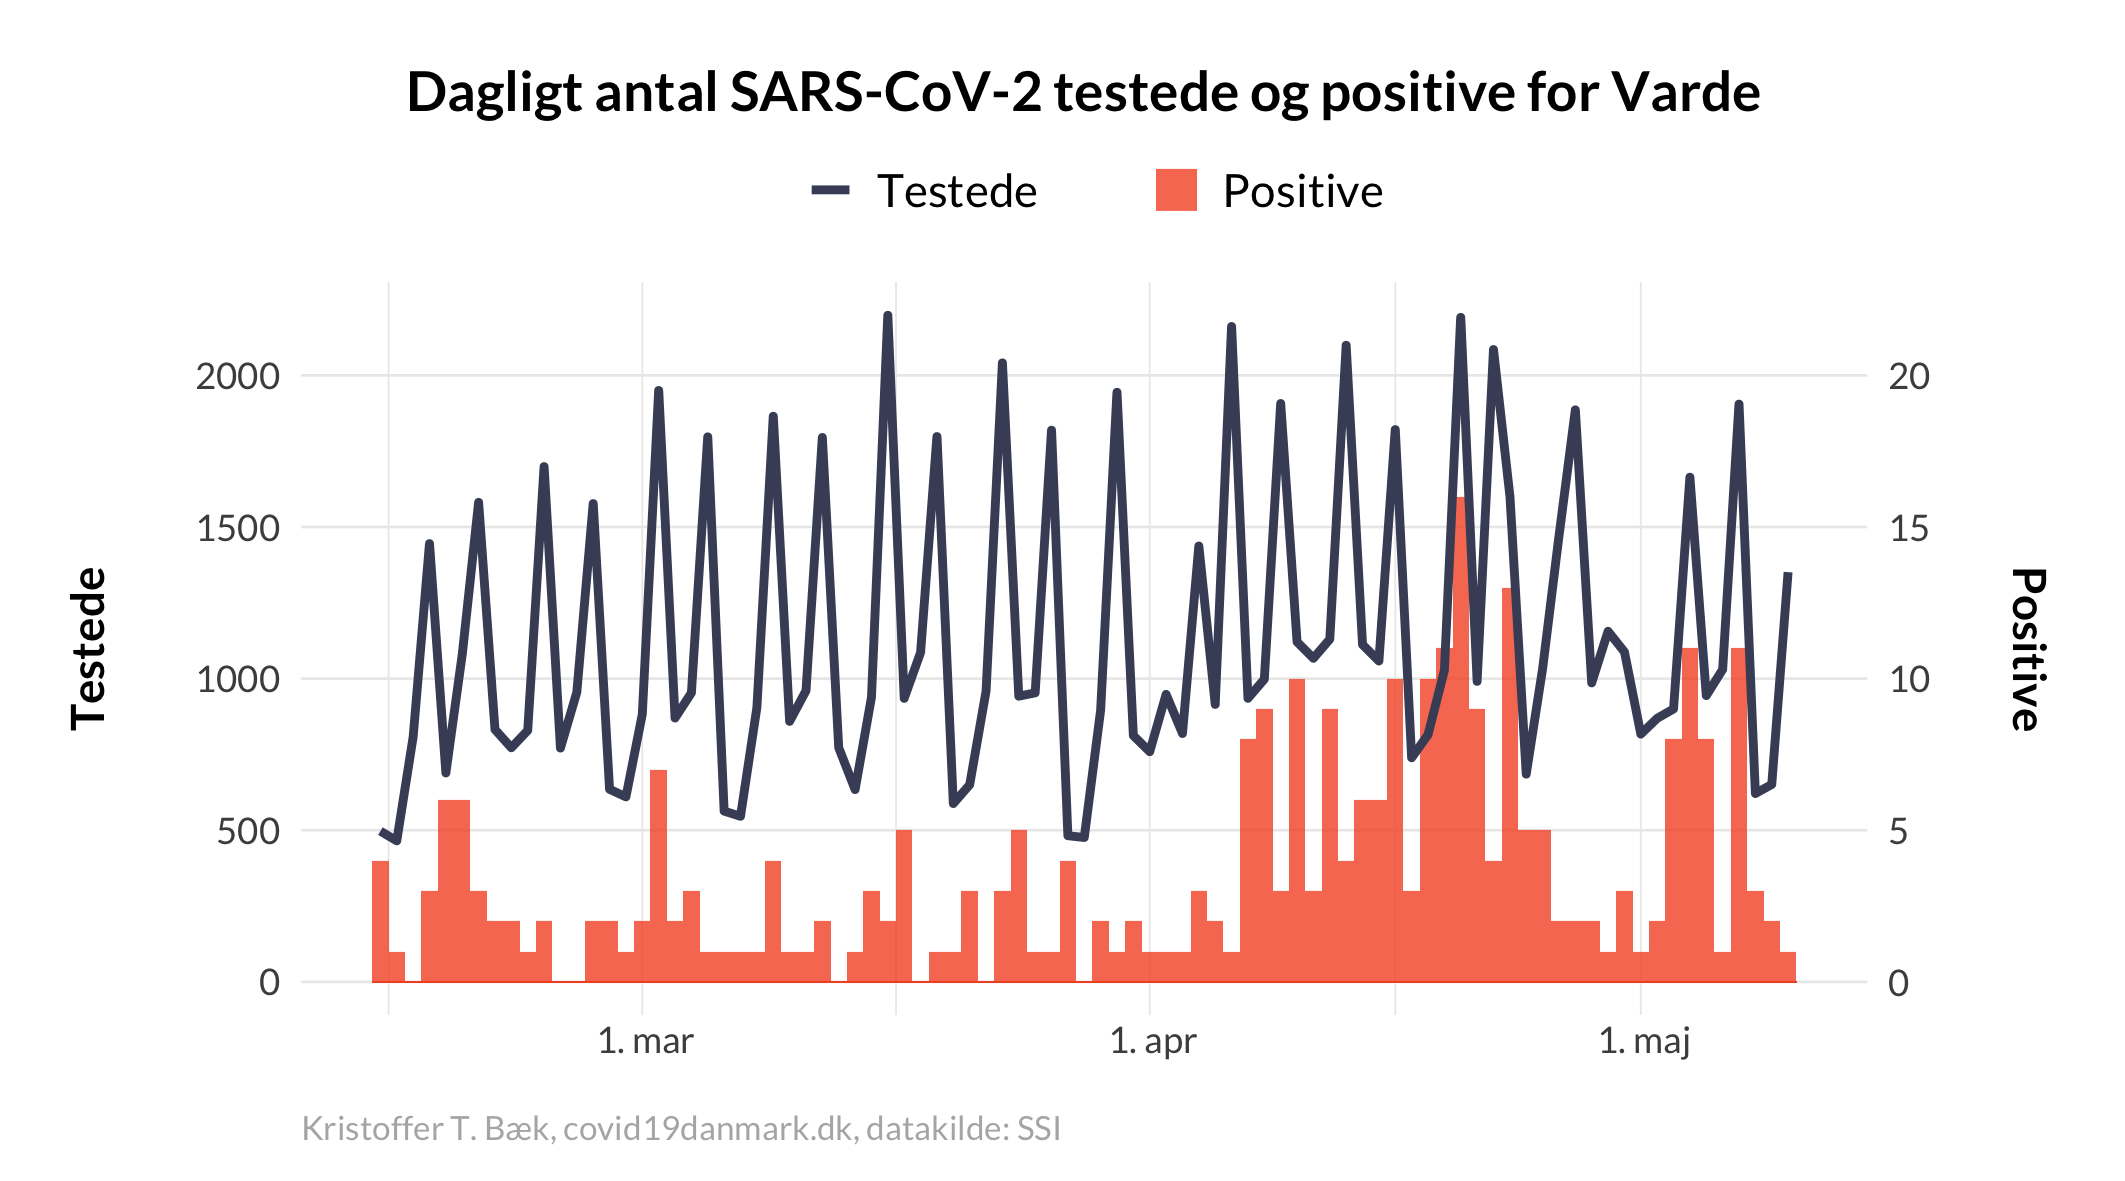 Dagligt antal SARS-CoV-2 testede og positive for Varde
Testede
Positive
2000
1500
1000
500
0
Testede
20
15
10
5
0
Positive
1. mar
1. apr
1. maj
Kristoffer T. Bæk, covid19danmark.dk, datakilde: SSI